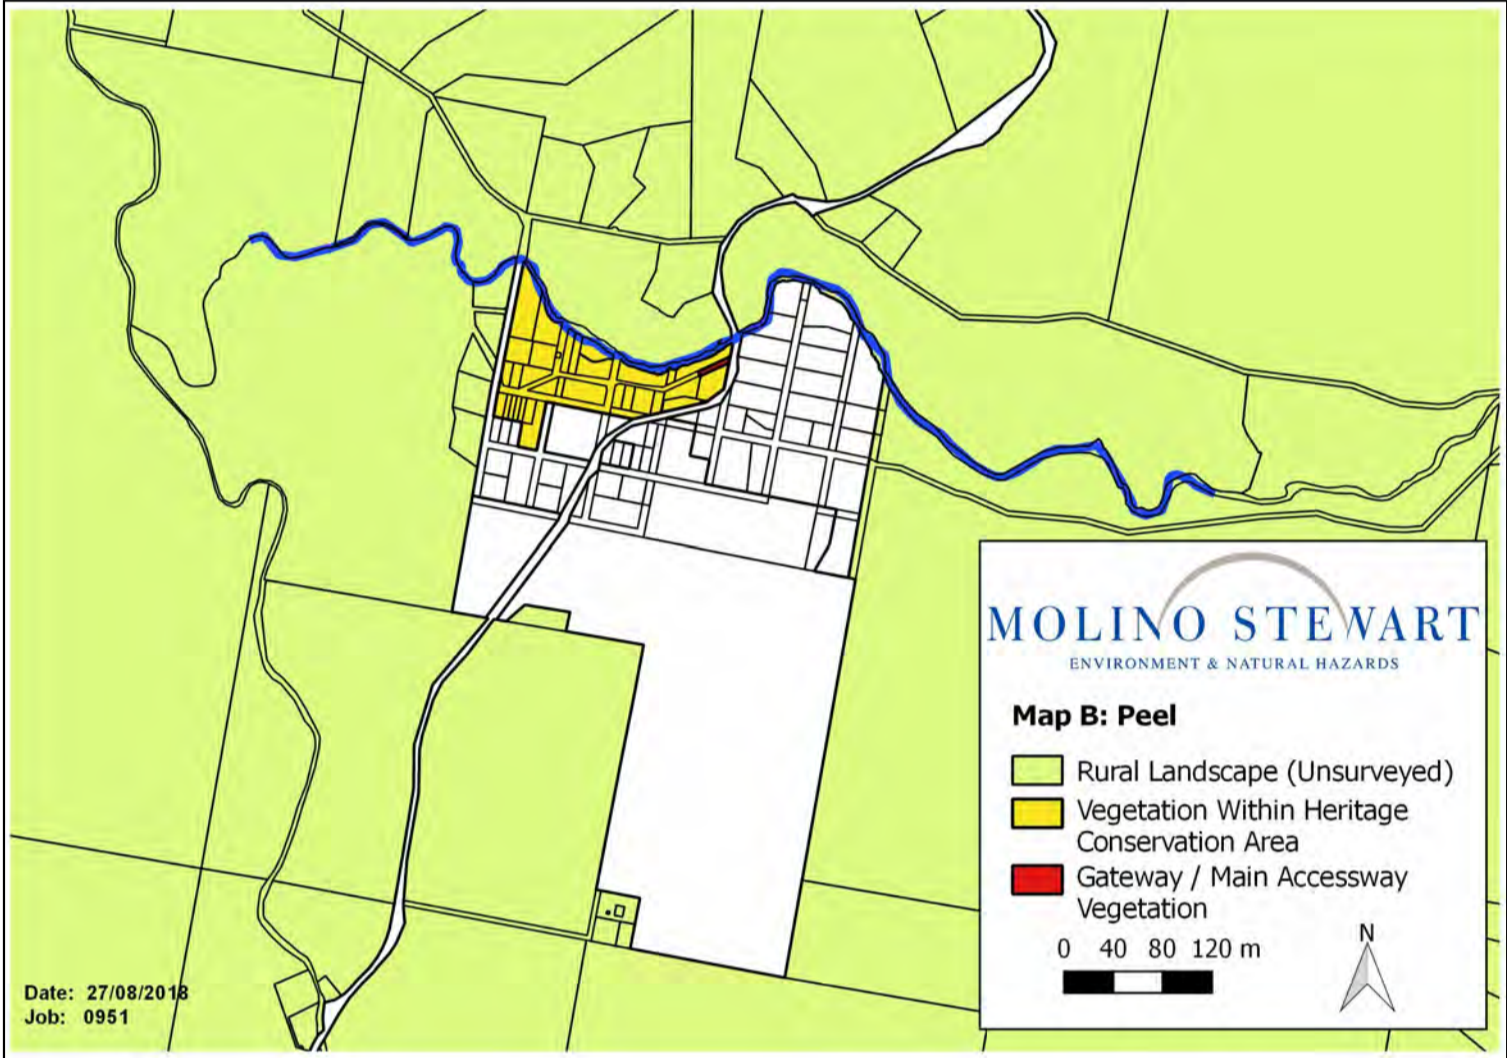 MOLINO STEWART
ENVIRONMENT & NATURAL HAZARDS
Map B: Peel
Rural Landscape (Unsurveyed)
Vegetation Within Heritage
Conservation Area
Gateway / Main Accessway
Vegetation
0 40 80 120 m
N
Date: 27/08/2018
Job: 0951